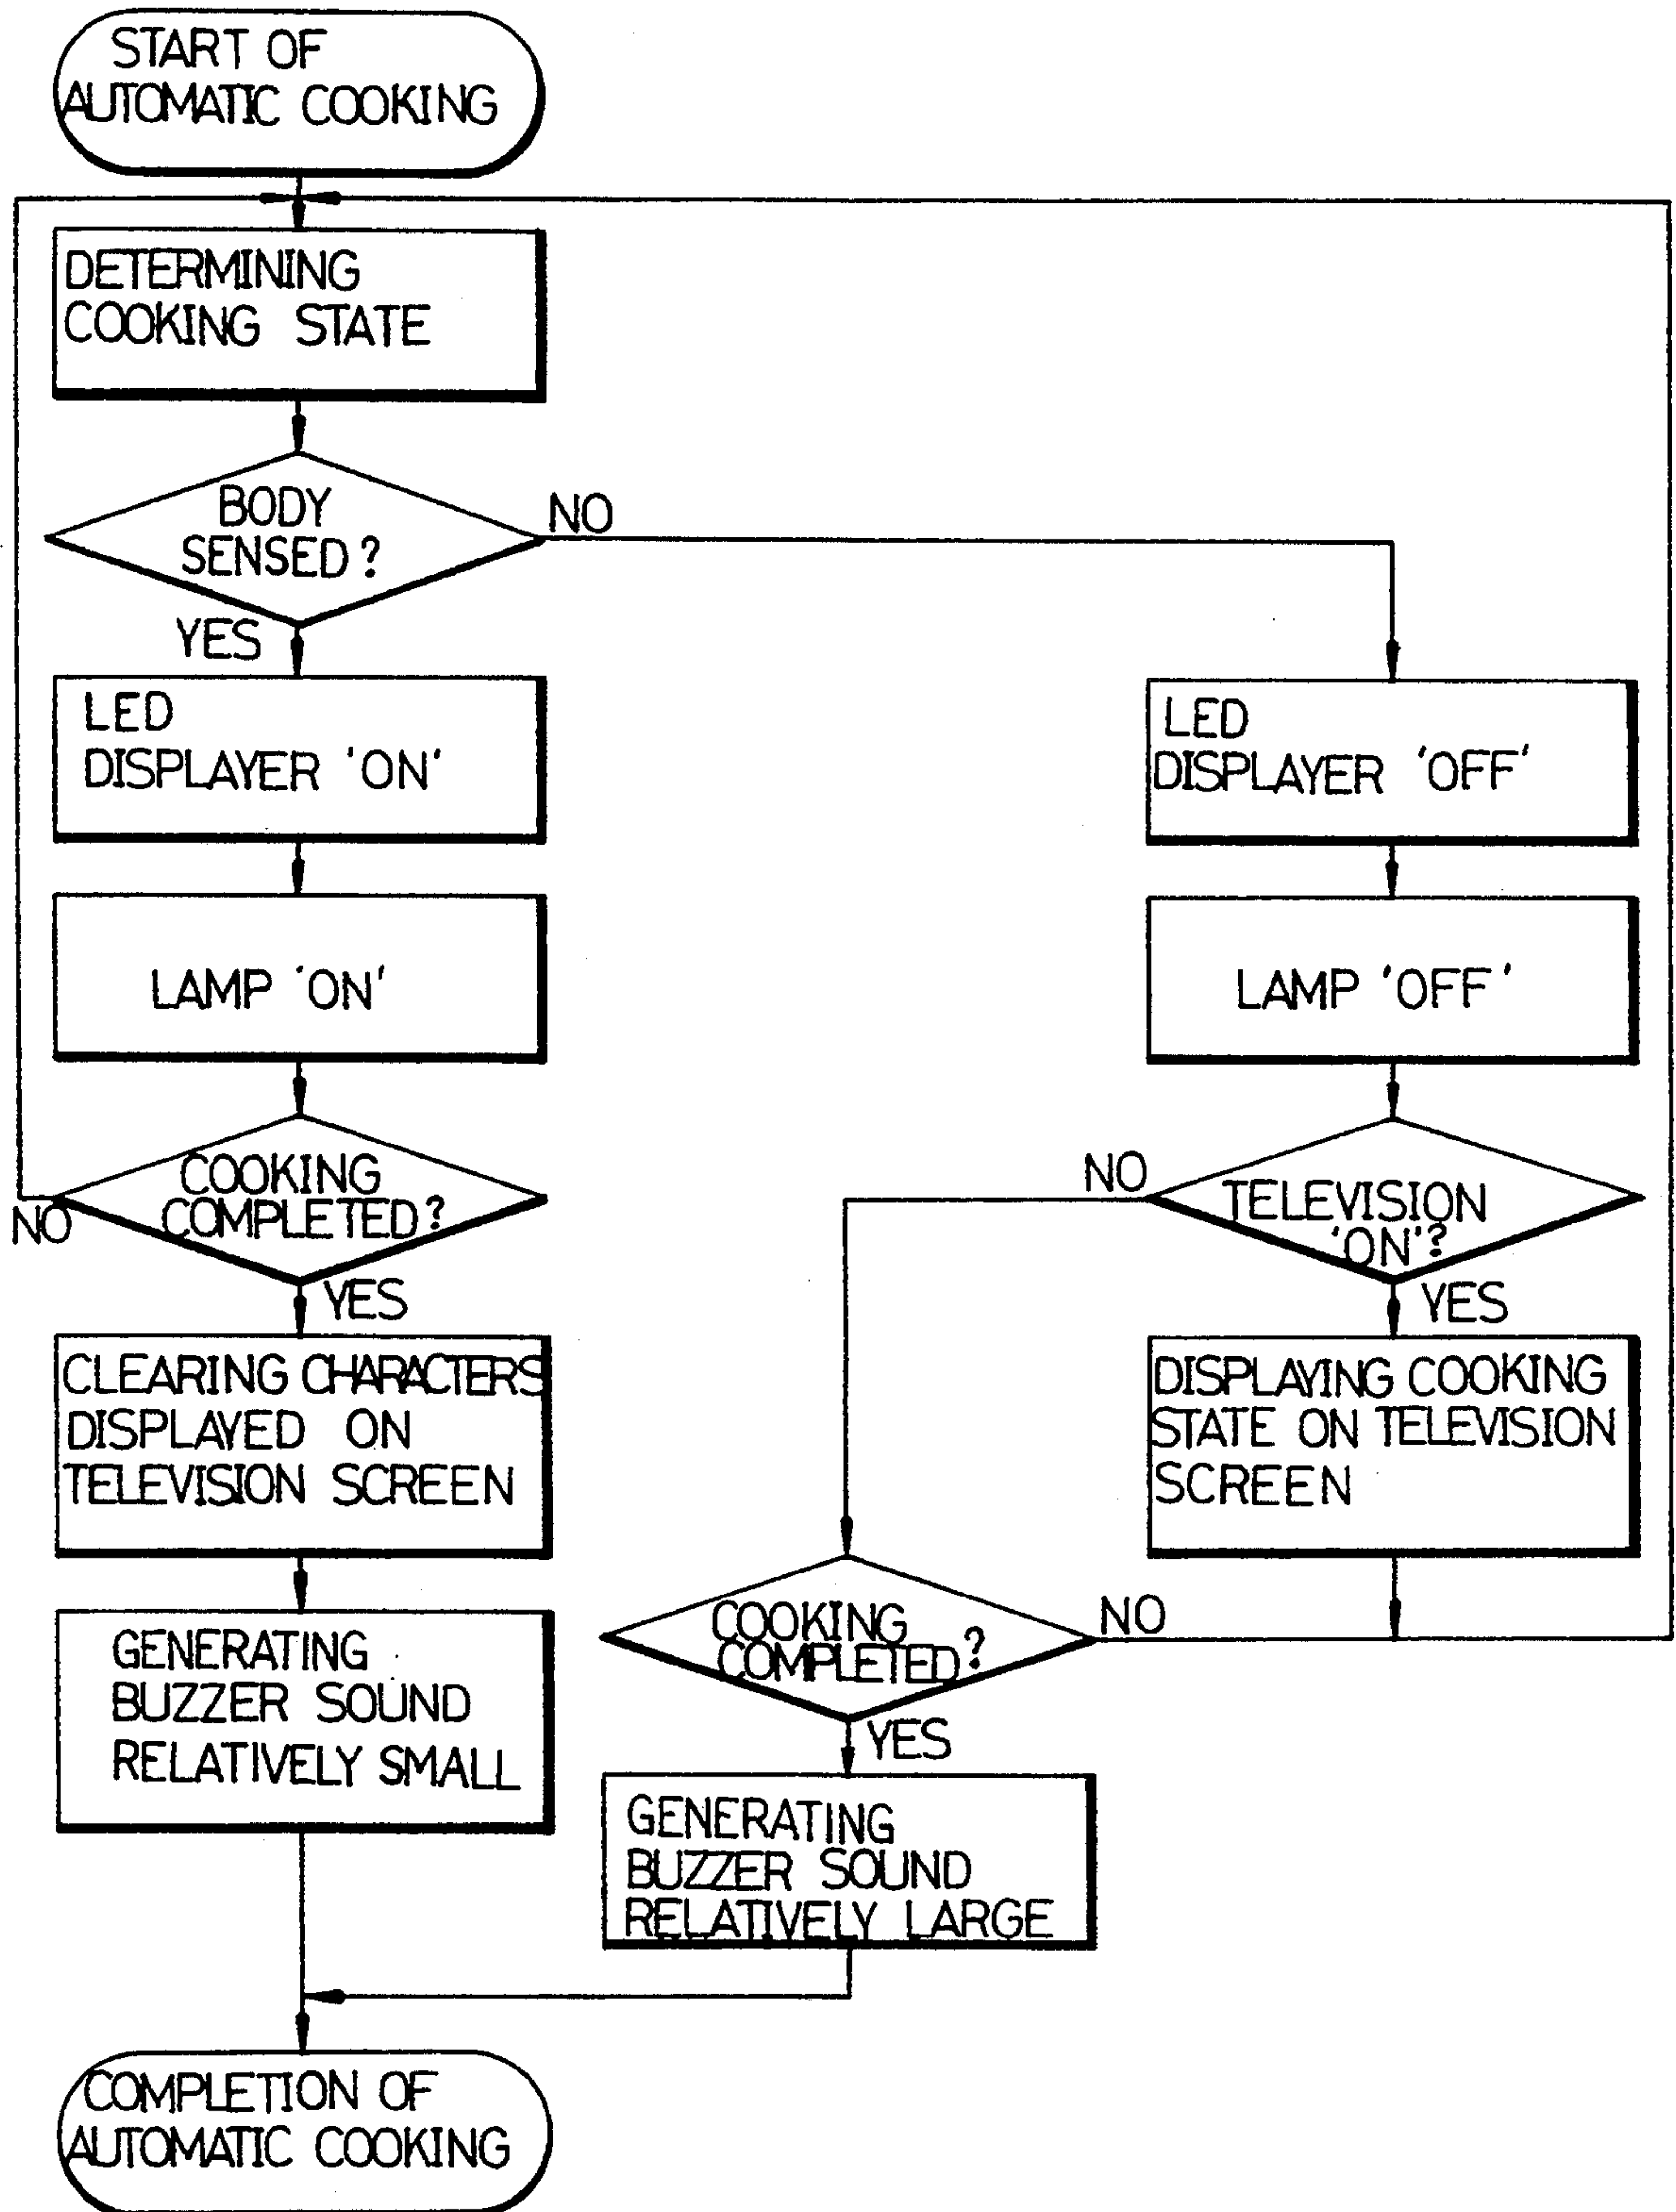 START OF
AUTOMATIC COOKING
DETERMINING
COOKING STATE
BODY
SENSED?
NO
YES
LED
DISPLAYER 'ON'
LED
DISPLAYER 'OFF'
LAMP 'ON'
LAMP 'OFF'
COOKING
COMPLETED?
NO
YES
TELEVISION
'ON'?
NO
YES
CLEARING CHARACTERS
DISPLAYED ON
TELEVISION SCREEN
DISPLAYING COOKING
STATE ON TELEVISION
SCREEN
COOKING
COMPLETED?
NO
YES
GENERATING
BUZZER SOUND
RELATIVELY SMALL
GENERATING
BUZZER SOUND
RELATIVELY LARGE
COMPLETION OF
AUTOMATIC COOKING